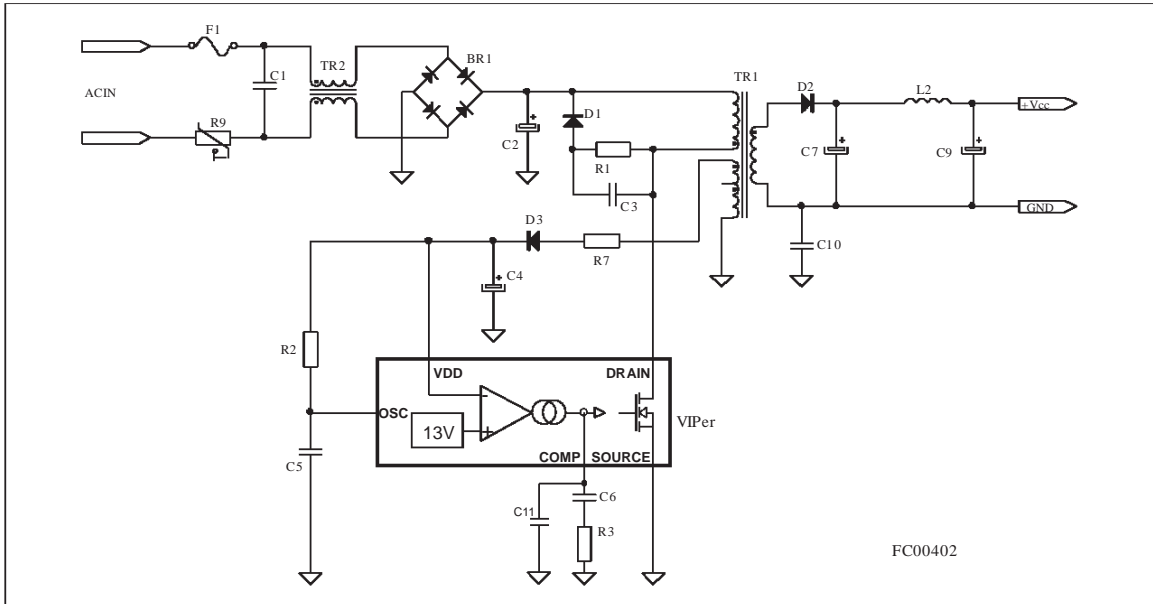 F1
TR2
BR1
TR1
D2
L2
C1
+Vcc
ACIN
D1
R9
C2
C7
C9
R1
C3
GND
D3
C10
R7
C4
R2
VDD
DRAIN
OSC
-
13V
+
VIPer
COMP
SOURCE
C5
C6
C11
R3
FC00402